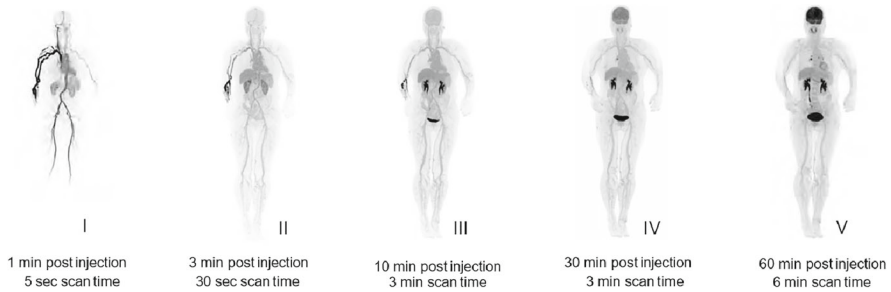 I
II
III
IV
V
1 min post injection
5 sec scan time
3 min post injection
30 sec scan time
10 min post injection
3 min scan time
30 min post injection
3 min scan time
60 min post injection
6 min scan time